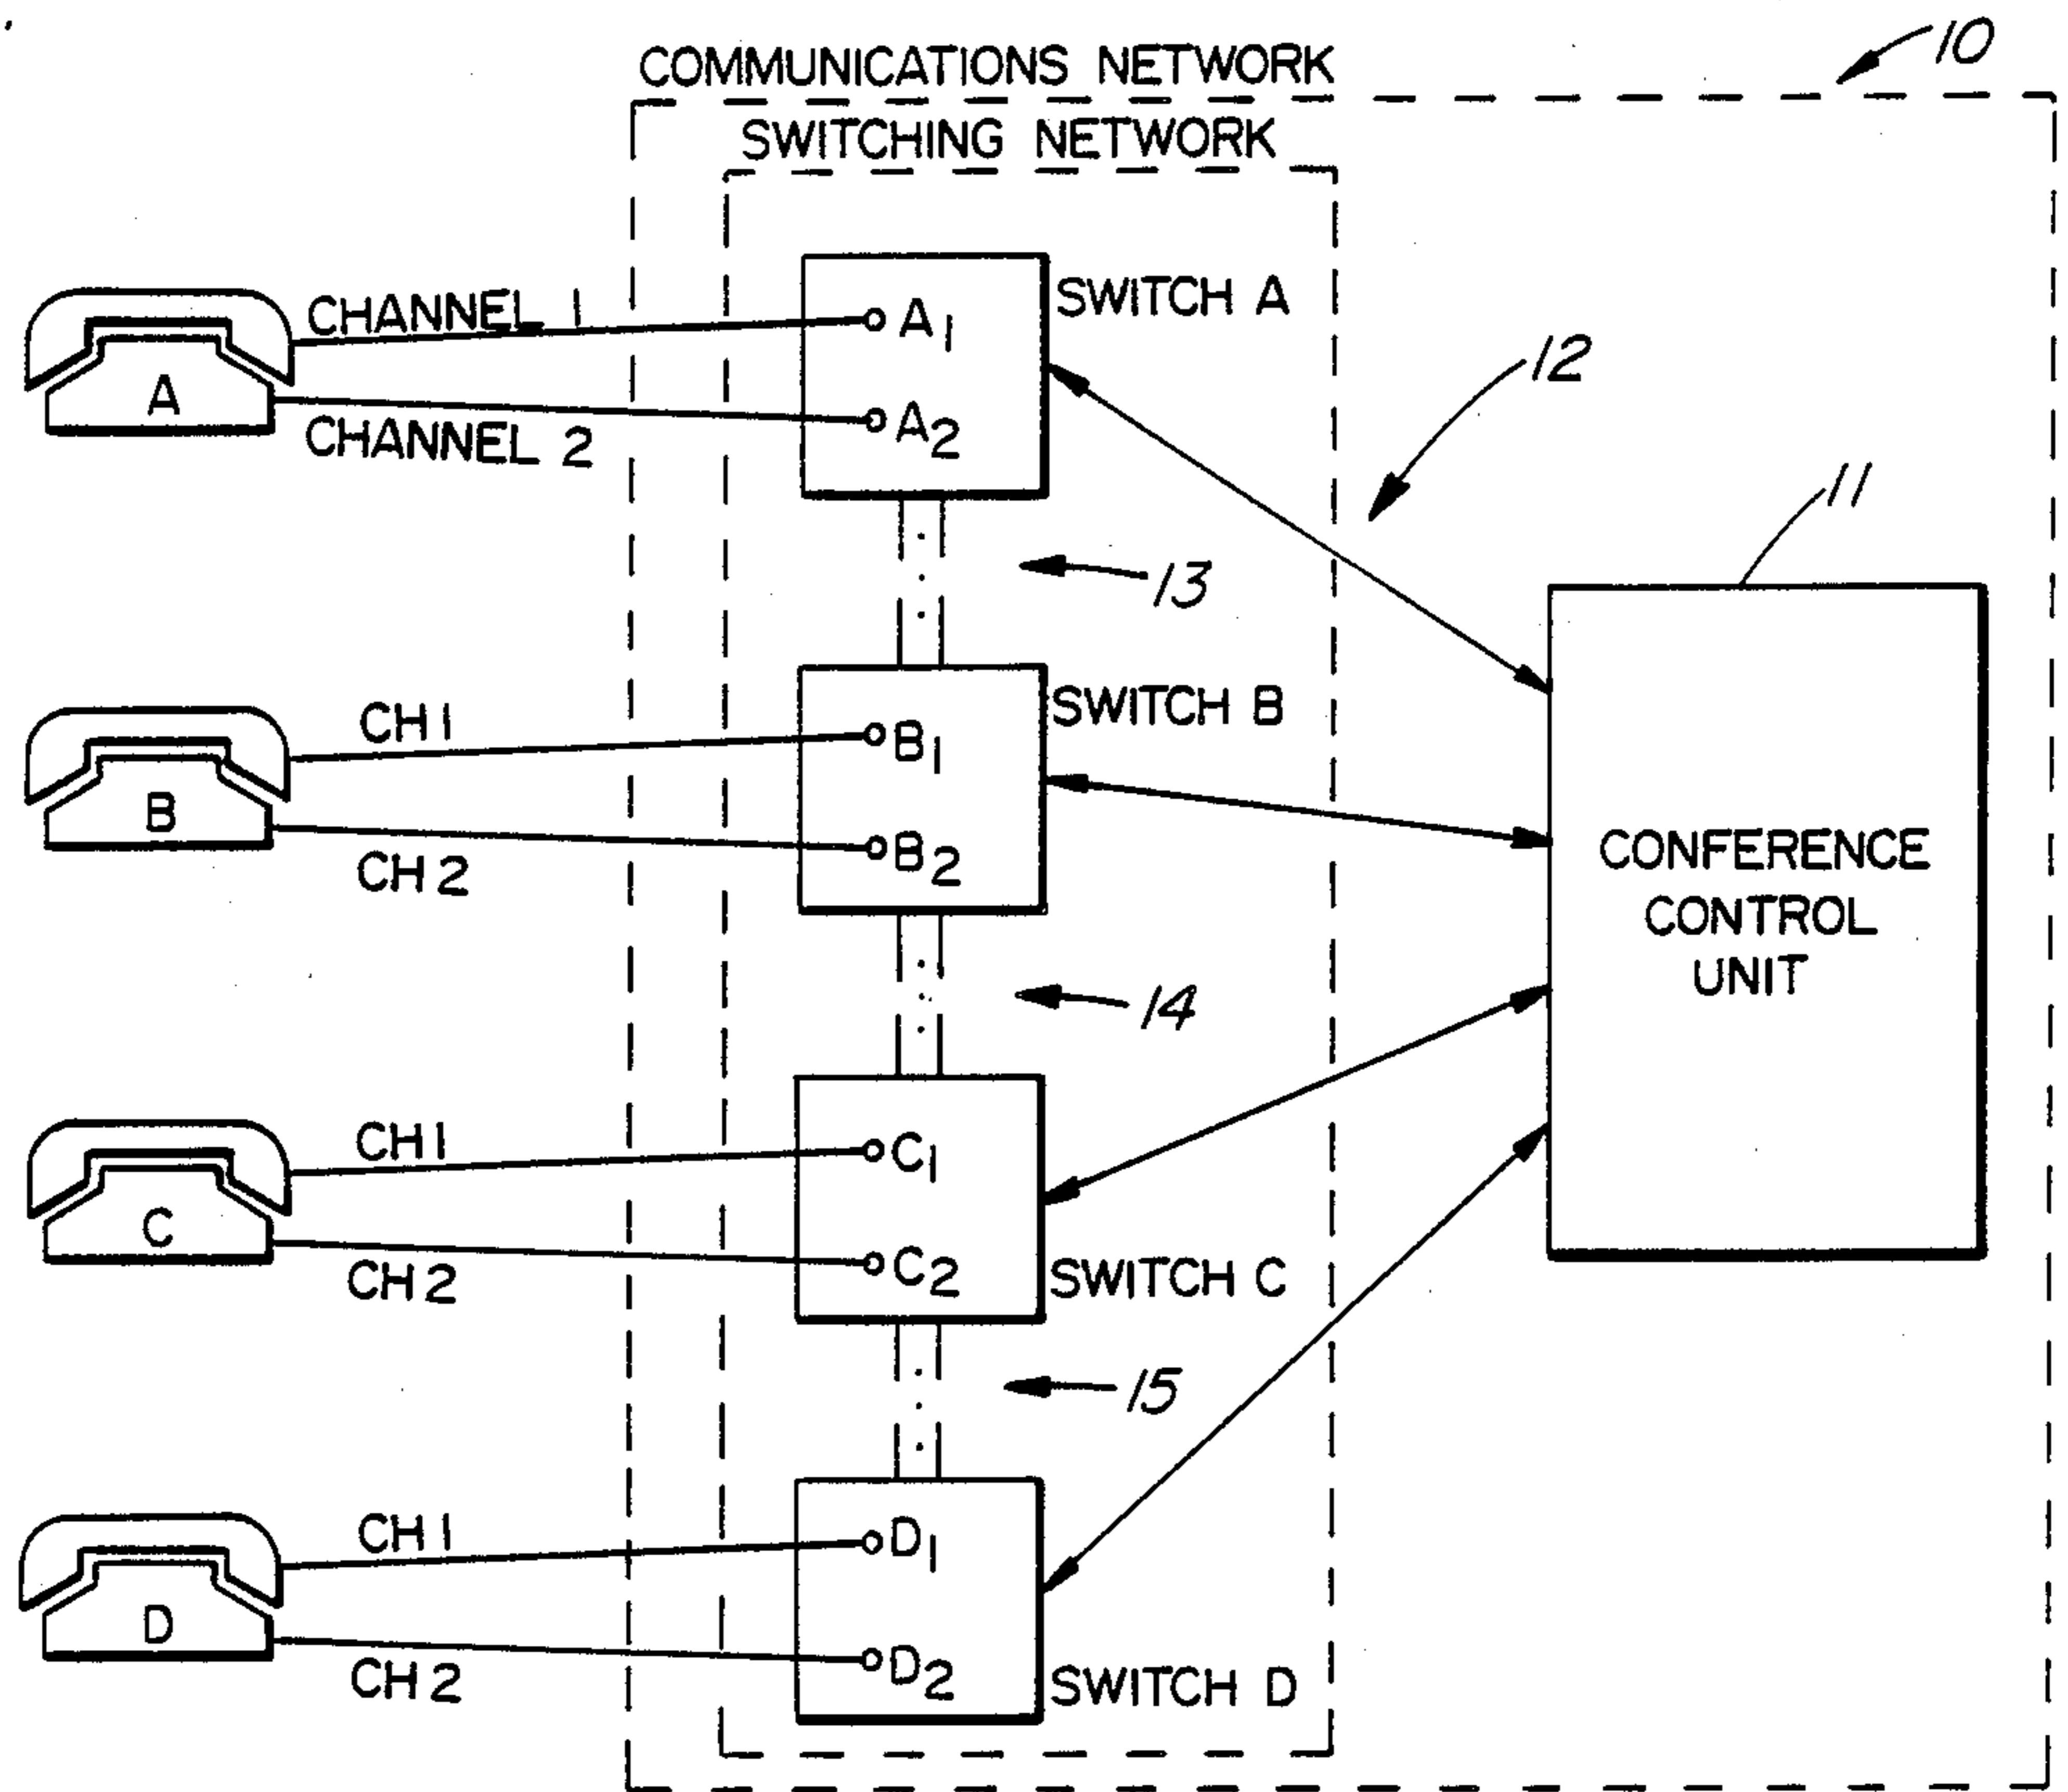 10
COMMUNICATIONS NETWORK
SWITCHING NETWORK
CHANNEL 1
A1
SWITCH A
A
A2
CHANNEL 2
12
11
13
CH1
B1
SWITCH B
B
B2
CH2
CONFERENCE
CONTROL
UNIT
14
CH1
C1
C
C2
CH2
SWITCH C
15
CH1
D1
D
D2
CH2
SWITCH D